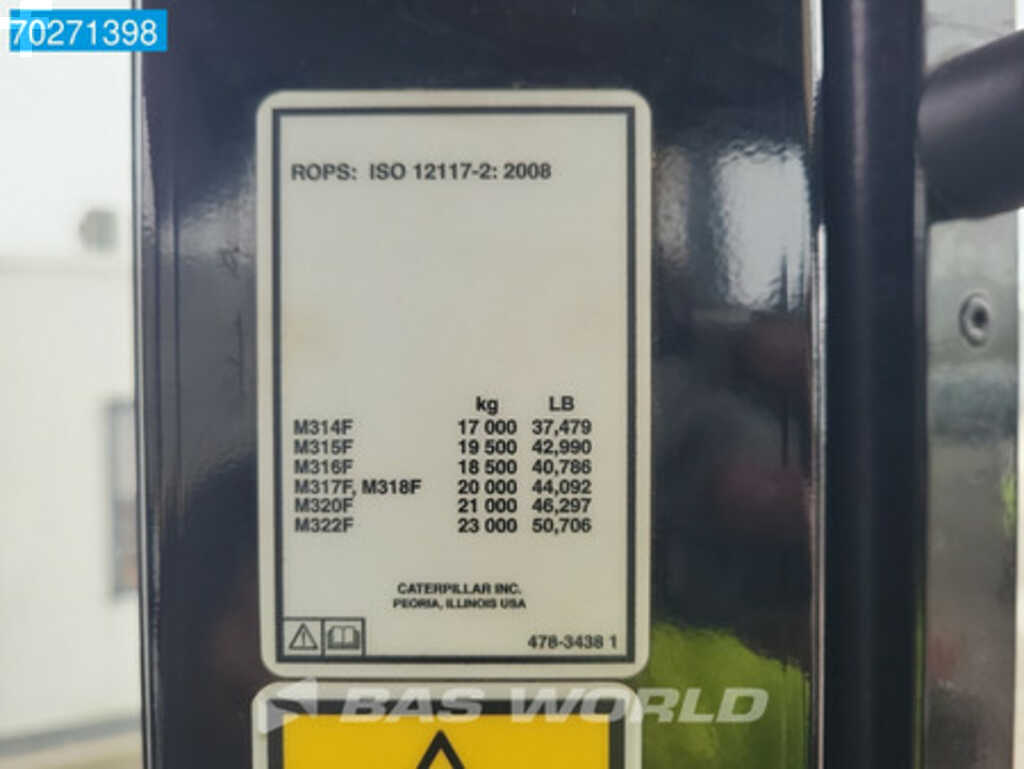 70271398
ROPS: ISO 12117-2: 2008
kg LB
M314F 17 000 37,479
M315F 19 500 42,990
M316F 18 500 40,786
M317F, M318F 20 000 44,092
M320F 21 000 46,297
M322F 23 000 50,706
CATERPILLAR INC.
PEORIA, ILLINOIS USA
478-3438 1
BAS WORLD